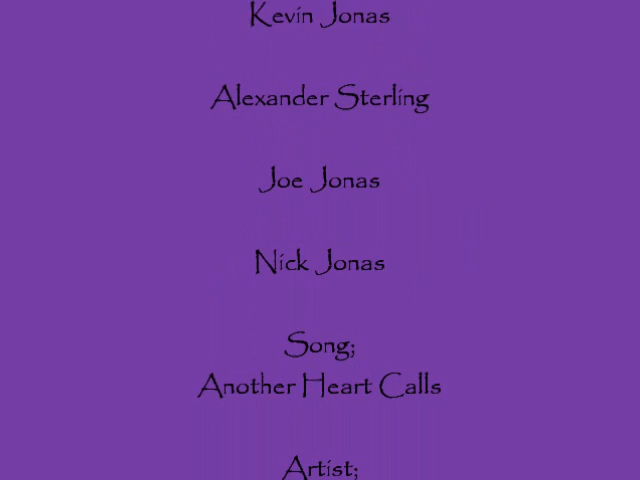 Kevin Jonas
Alexander Sterling
Joe Jonas
Nick Jonas
Song;
Another Heart Calls
Artist;